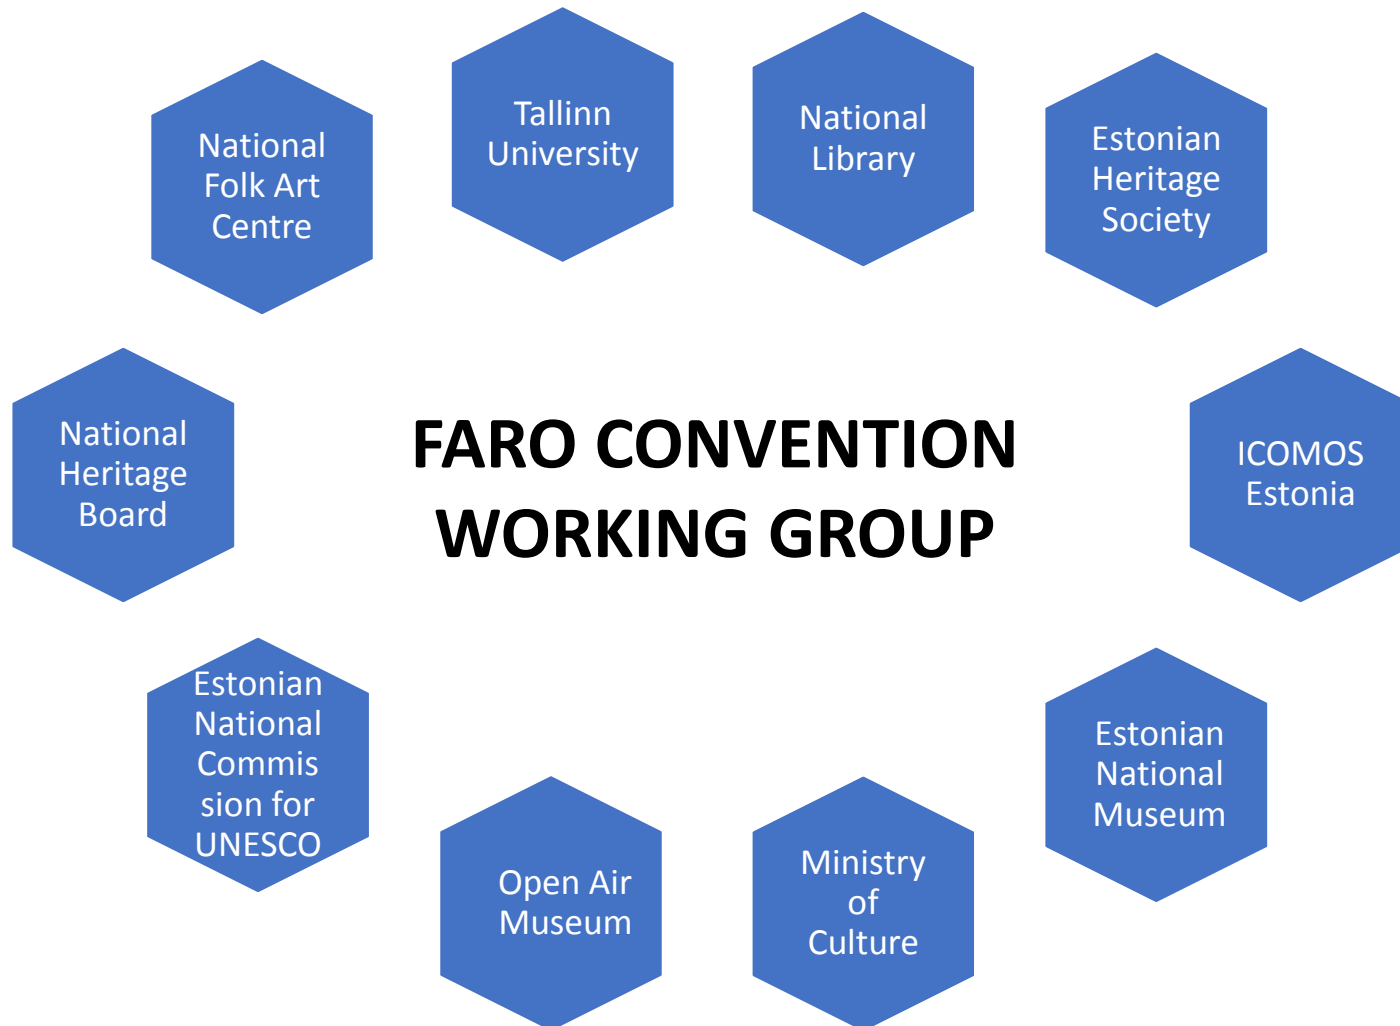 National
Folk Art
Centre
Tallinn
University
National
Library
Estonian
Heritage
Society
National
Heritage
Board
FARO CONVENTION
WORKING GROUP
ICOMOS
Estonia
Estonian
National
Commis
sion for
UNESCO
Open Air
Museum
Ministry
of
Culture
Estonian
National
Museum